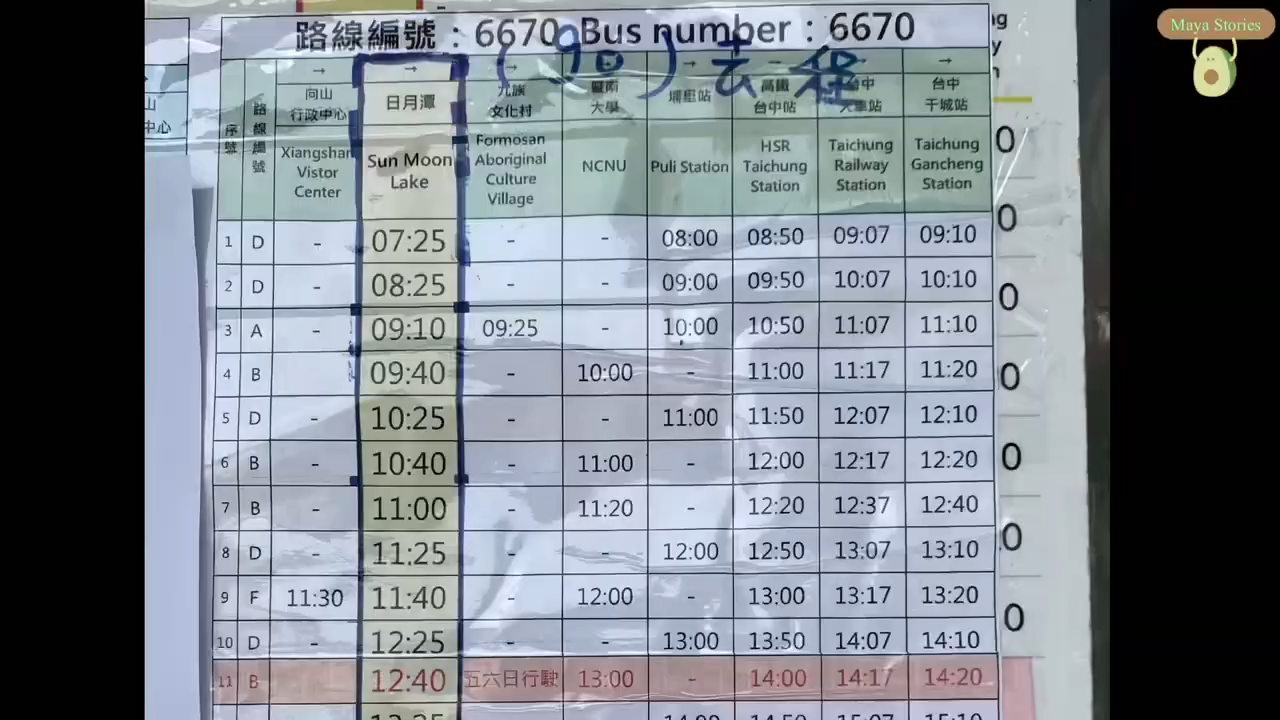 Maya Stories
路線編號：6670 Bus number：6670
(90) 去程
序號 路線編號 → 向山行政中心 → 日月潭 → 九族文化村 → 暨南大學 → 埔里站 → 高鐵台中站 → 台中火車站 → 台中干城站
Xiangshan Vistor Center Sun Moon Lake Formosan Aboriginal Culture Village NCNU Puli Station HSR Taichung Station Taichung Railway Station Taichung Gancheng Station
1 D - 07:25 - - 08:00 08:50 09:07 09:10
2 D - 08:25 - - 09:00 09:50 10:07 10:10
3 A - 09:10 09:25 - 10:00 10:50 11:07 11:10
4 B 09:40 - 10:00 - 11:00 11:17 11:20
5 D - 10:25 - - 11:00 11:50 12:07 12:10
6 B - 10:40 - 11:00 - 12:00 12:17 12:20
7 B - 11:00 - 11:20 - 12:20 12:37 12:40
8 D - 11:25 - - 12:00 12:50 13:07 13:10
9 F 11:30 11:40 - 12:00 - 13:00 13:17 13:20
10 D - 12:25 - - 13:00 13:50 14:07 14:10
11 B - 12:40 五六日行駛 13:00 - 14:00 14:17 14:20